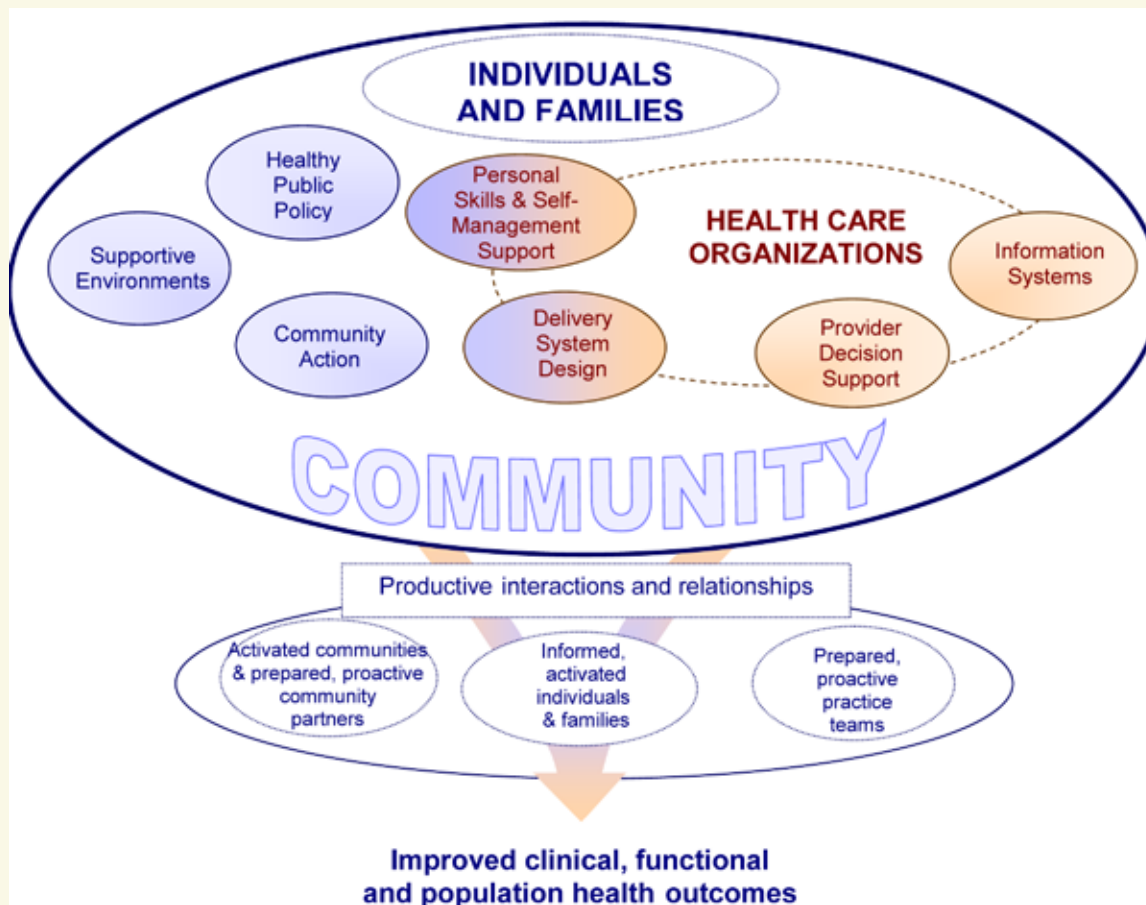 INDIVIDUALS
AND FAMILIES
Healthy
Public
Policy
Personal
Skills & Self-
Management
Support
HEALTH CARE
ORGANIZATIONS
Information
Systems
Supportive
Environments
Community
Action
Delivery
System
Design
Provider
Decision
Support
COMMUNITY
Productive interactions and relationships
Activated communities
& prepared, proactive
community
partners
Informed,
activated
individuals
& families
Prepared,
proactive
practice
teams
Improved clinical, functional
and population health outcomes